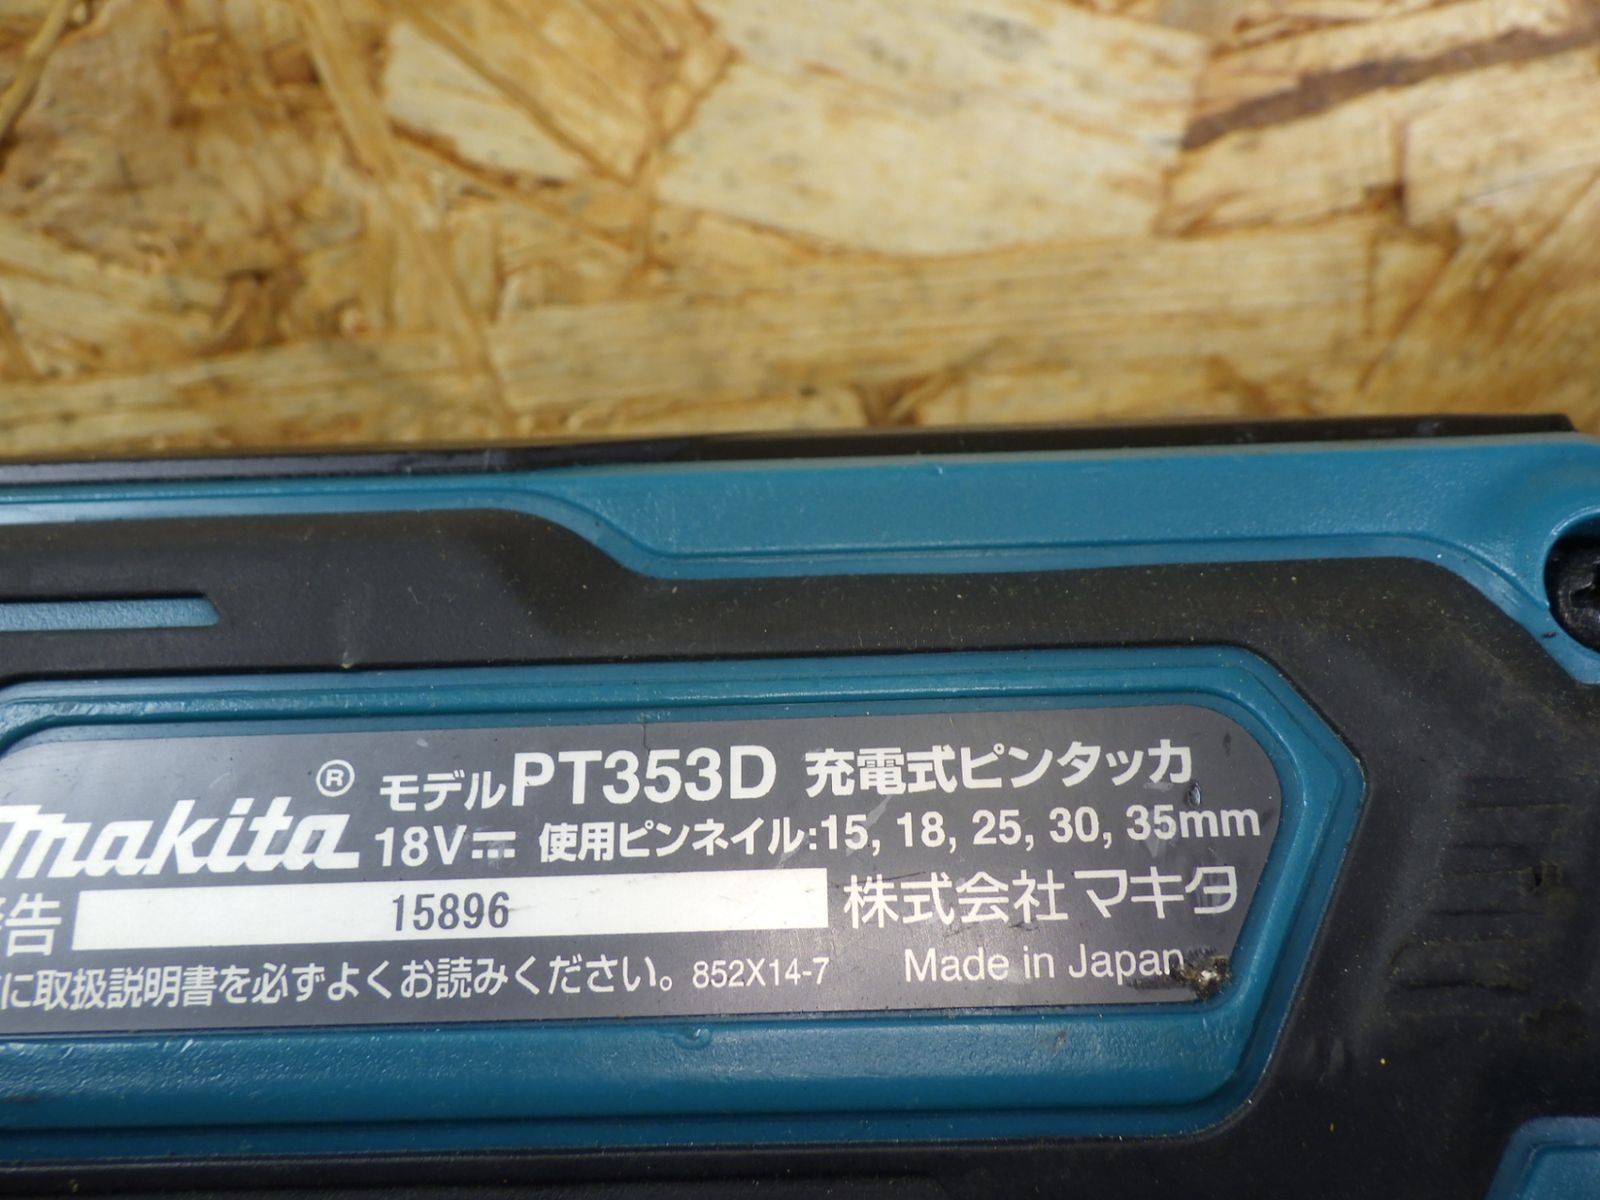 makita® モデルPT353D 充電式ピンタッカ
18V⎓ 使用ピンネイル:15, 18, 25, 30, 35mm
告 15896 株式会社マキタ
に取扱説明書を必ずよくお読みください。 852X14-7 Made in Japan